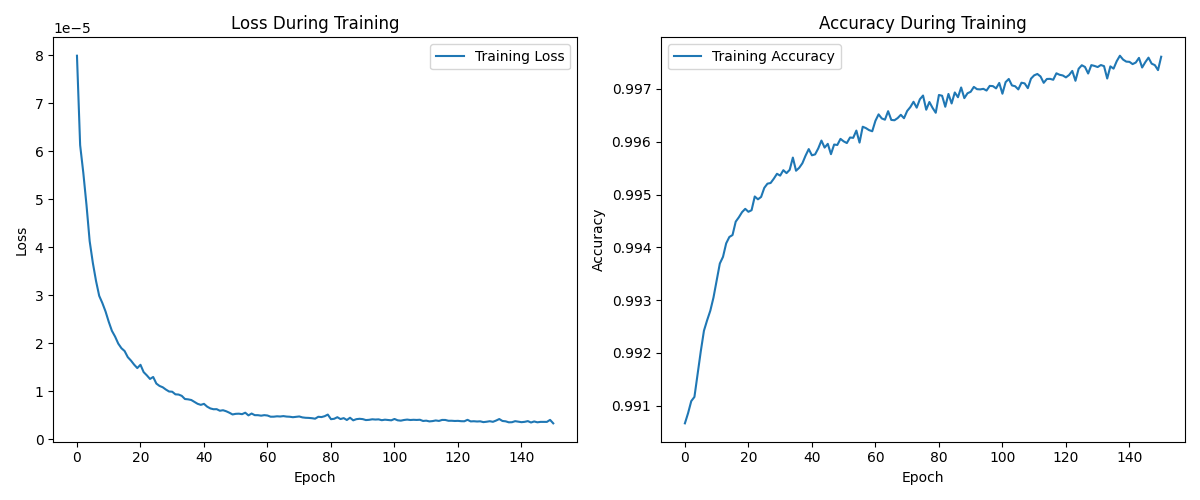 Loss During Training
1e−5
Training Loss
8
7
6
5
4
3
2
1
0
Loss
0 20 40 60 80 100 120 140
Epoch
Accuracy During Training
Training Accuracy
0.997
0.996
0.995
0.994
0.993
0.992
0.991
Accuracy
0 20 40 60 80 100 120 140
Epoch